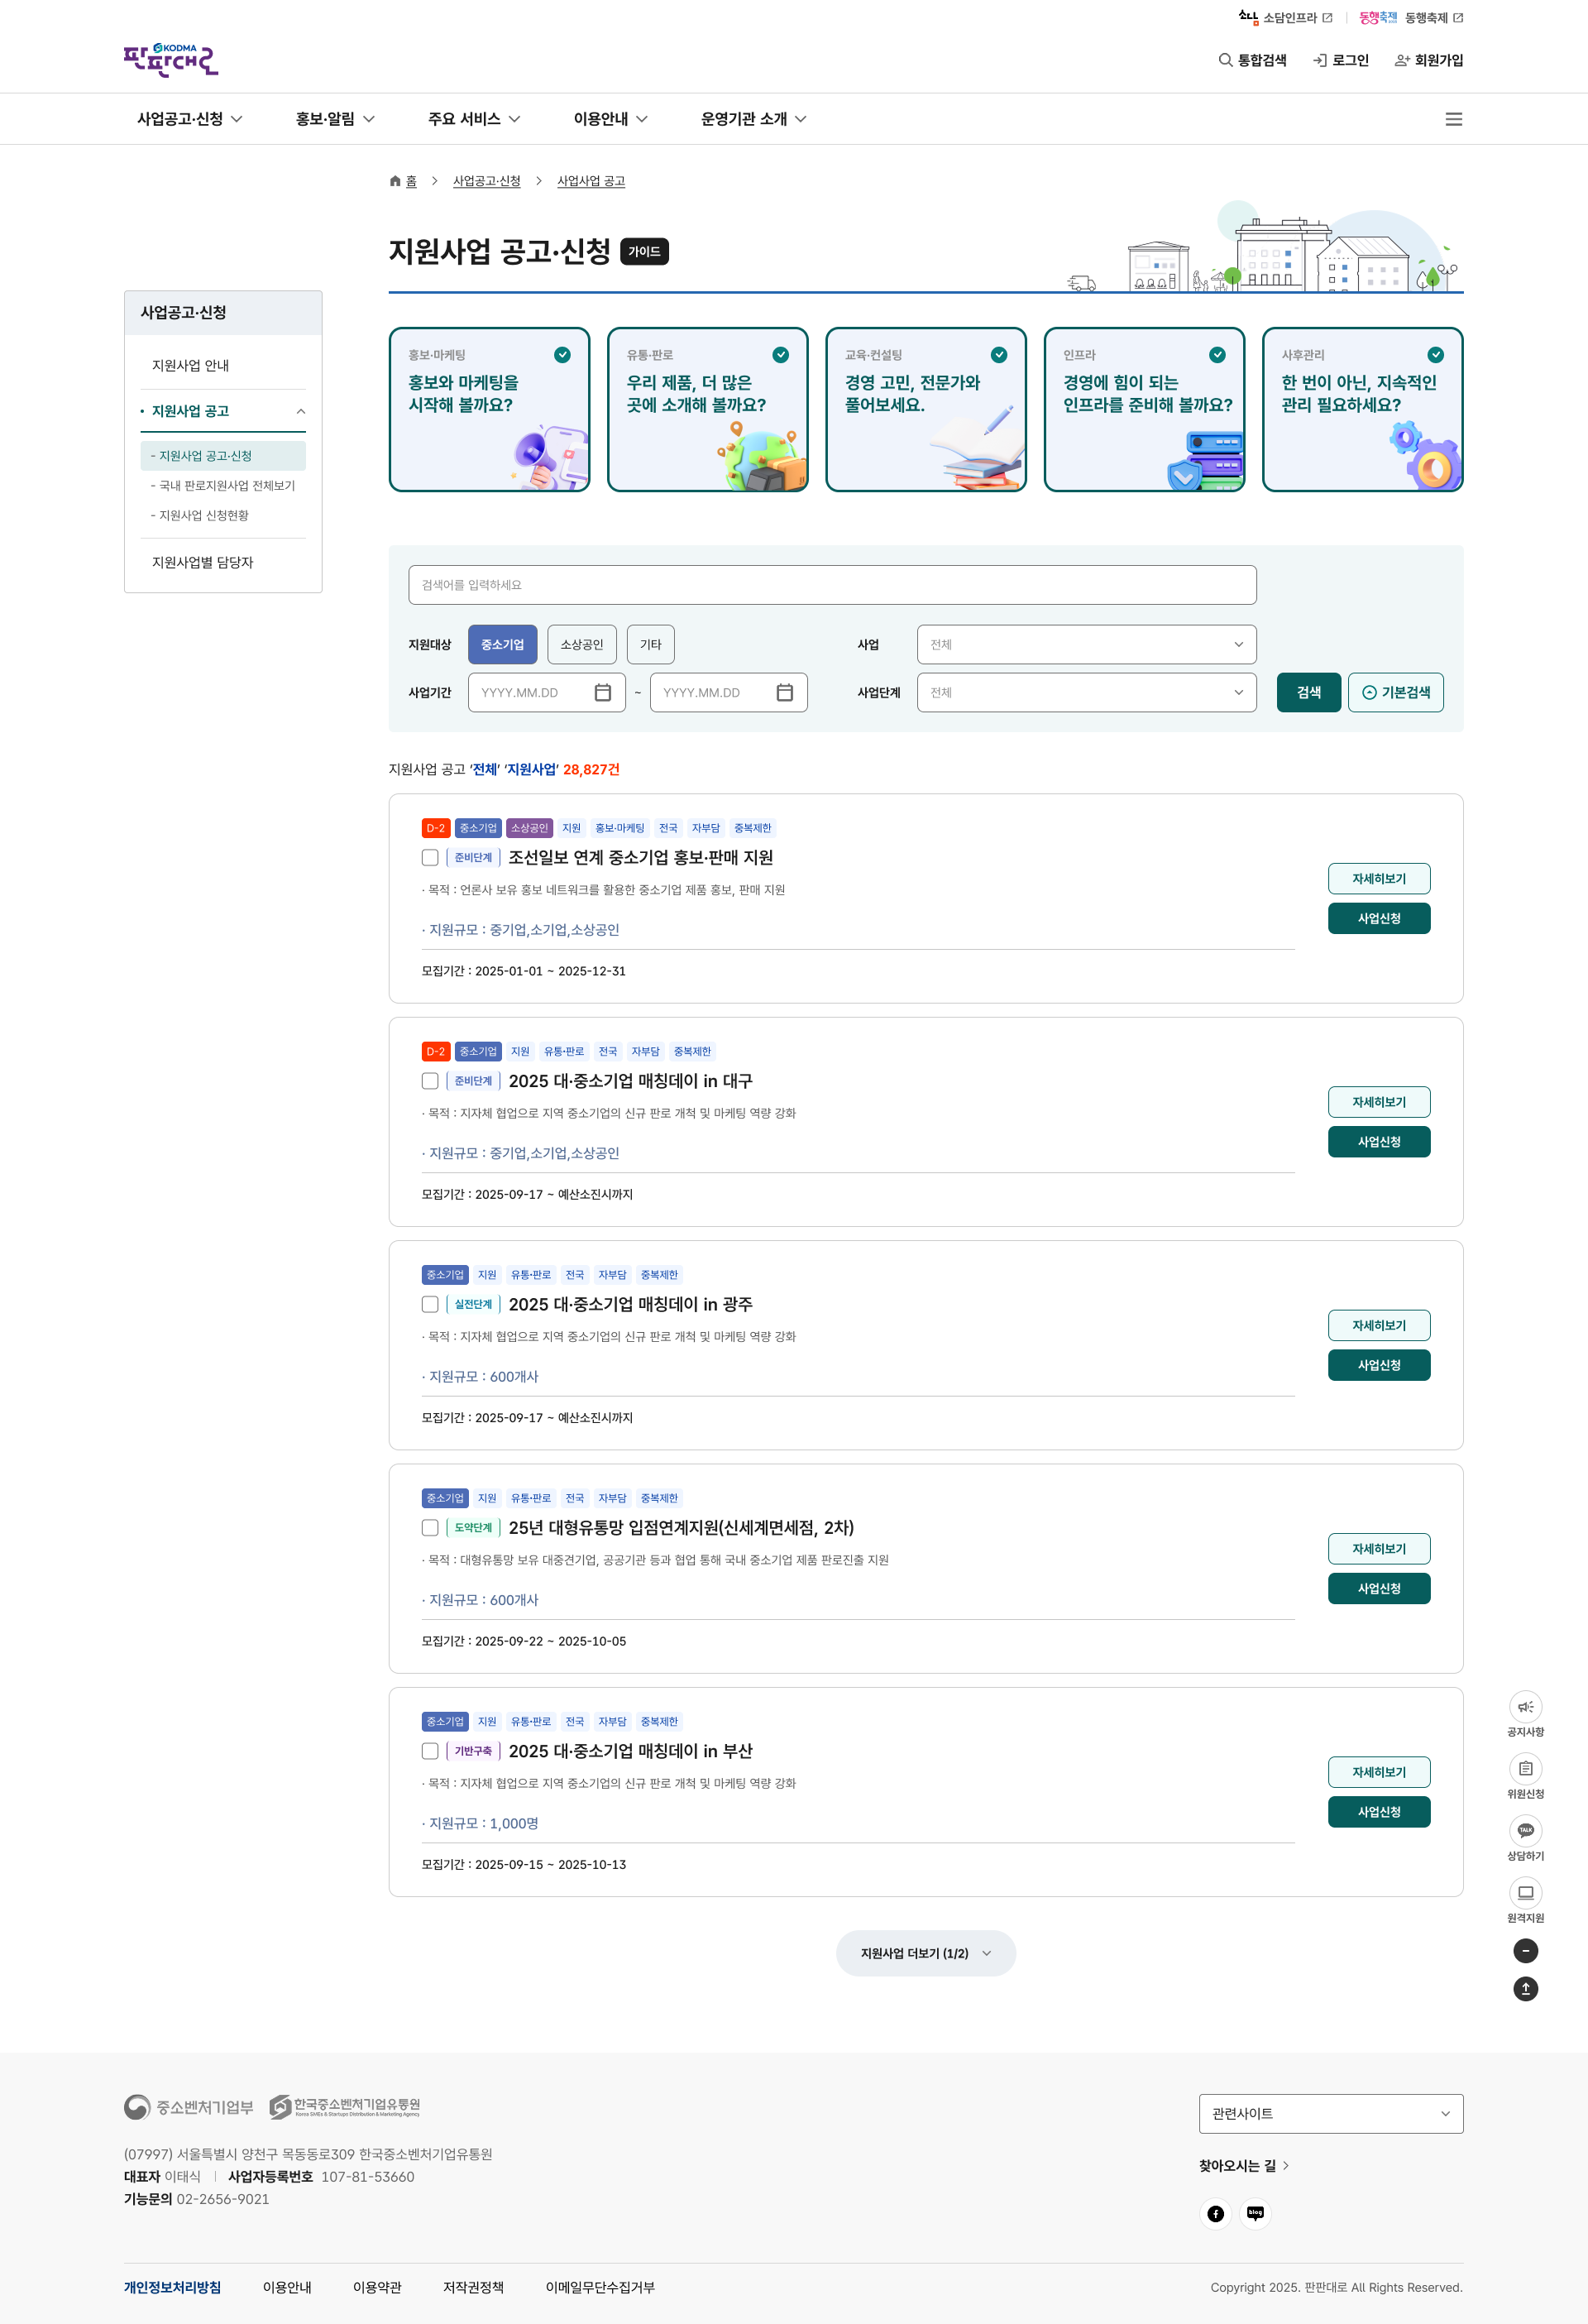 소담인프라
동행축제 동행축제
KODMA
판판대로
통합검색 로그인 회원가입
사업공고·신청 홍보·알림 주요 서비스 이용안내 운영기관 소개
홈 사업공고·신청 사업사업 공고
지원사업 공고·신청 가이드
사업공고·신청
지원사업 안내
지원사업 공고
- 지원사업 공고·신청
- 국내 판로지원사업 전체보기
- 지원사업 신청현황
지원사업별 담당자
홍보·마케팅
홍보와 마케팅을
시작해 볼까요?
유통·판로
우리 제품, 더 많은
곳에 소개해 볼까요?
교육·컨설팅
경영 고민, 전문가와
풀어보세요.
인프라
경영에 힘이 되는
인프라를 준비해 볼까요?
사후관리
한 번이 아닌, 지속적인
관리 필요하세요?
검색어를 입력하세요
지원대상 중소기업 소상공인 기타 사업 전체
사업기간 YYYY.MM.DD ~ YYYY.MM.DD 사업단계 전체 검색 기본검색
지원사업 공고 ‘전체’ ‘지원사업’ 28,827건
D-2 중소기업 소상공인 지원 홍보·마케팅 전국 자부담 중복제한
준비단계 조선일보 연계 중소기업 홍보·판매 지원
· 목적 : 언론사 보유 홍보 네트워크를 활용한 중소기업 제품 홍보, 판매 지원
· 지원규모 : 중기업,소기업,소상공인
모집기간 : 2025-01-01 ~ 2025-12-31
자세히보기
사업신청
D-2 중소기업 지원 유통·판로 전국 자부담 중복제한
준비단계 2025 대·중소기업 매칭데이 in 대구
· 목적 : 지자체 협업으로 지역 중소기업의 신규 판로 개척 및 마케팅 역량 강화
· 지원규모 : 중기업,소기업,소상공인
모집기간 : 2025-09-17 ~ 예산소진시까지
자세히보기
사업신청
중소기업 지원 유통·판로 전국 자부담 중복제한
실전단계 2025 대·중소기업 매칭데이 in 광주
· 목적 : 지자체 협업으로 지역 중소기업의 신규 판로 개척 및 마케팅 역량 강화
· 지원규모 : 600개사
모집기간 : 2025-09-17 ~ 예산소진시까지
자세히보기
사업신청
중소기업 지원 유통·판로 전국 자부담 중복제한
도약단계 25년 대형유통망 입점연계지원(신세계면세점, 2차)
· 목적 : 대형유통망 보유 대중견기업, 공공기관 등과 협업 통해 국내 중소기업 제품 판로진출 지원
· 지원규모 : 600개사
모집기간 : 2025-09-22 ~ 2025-10-05
자세히보기
사업신청
중소기업 지원 유통·판로 전국 자부담 중복제한
기반구축 2025 대·중소기업 매칭데이 in 부산
· 목적 : 지자체 협업으로 지역 중소기업의 신규 판로 개척 및 마케팅 역량 강화
· 지원규모 : 1,000명
모집기간 : 2025-09-15 ~ 2025-10-13
자세히보기
사업신청
지원사업 더보기 (1/2)
공지사항
위원신청
TALK
상담하기
원격지원
중소벤처기업부 한국중소벤처기업유통원
Korea SMEs & Startups Distribution & Marketing Agency
(07997) 서울특별시 양천구 목동동로309 한국중소벤처기업유통원
대표자 이태식 사업자등록번호 107-81-53660
기능문의 02-2656-9021
관련사이트
찾아오시는 길
blog
개인정보처리방침 이용안내 이용약관 저작권정책 이메일무단수집거부
Copyright 2025. 판판대로 All Rights Reserved.